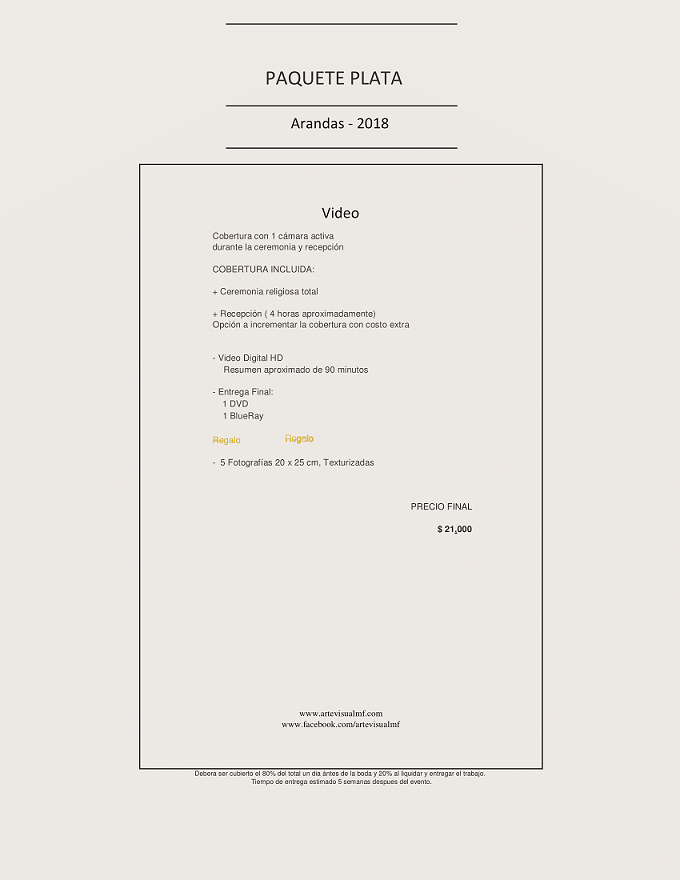 PAQUETE PLATA
Arandas - 2018
Video
Cobertura con 1 cámara activa
durante la ceremonia y recepción
COBERTURA INCLUIDA:
+ Ceremonia religiosa total
+ Recepción ( 4 horas aproximadamente)
Opción a incrementar la cobertura con costo extra
- Video Digital HD
Resumen aproximado de 90 minutos
- Entrega Final:
1 DVD
1 BlueRay
Regalo Regalo
- 5 Fotografías 20 x 25 cm, Texturizadas
PRECIO FINAL
$ 21,000
www.artevisualmf.com
www.facebook.com/artevisualmf
Debera ser cubierto el 80% del total un dia ántes de la boda y 20% al liquidar y entregar el trabajo.
Tiempo de entrega estimado 5 semanas despues del evento.